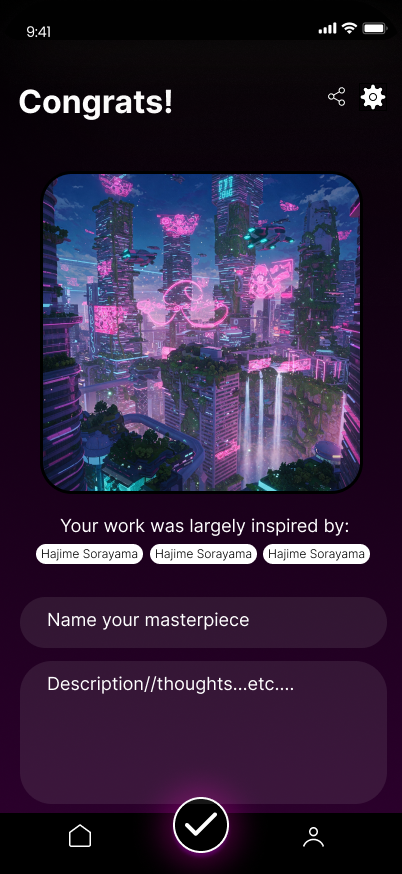 9:41
Congrats!
Your work was largely inspired by:
Hajime Sorayama Hajime Sorayama Hajime Sorayama
Name your masterpiece
Description//thoughts...etc....